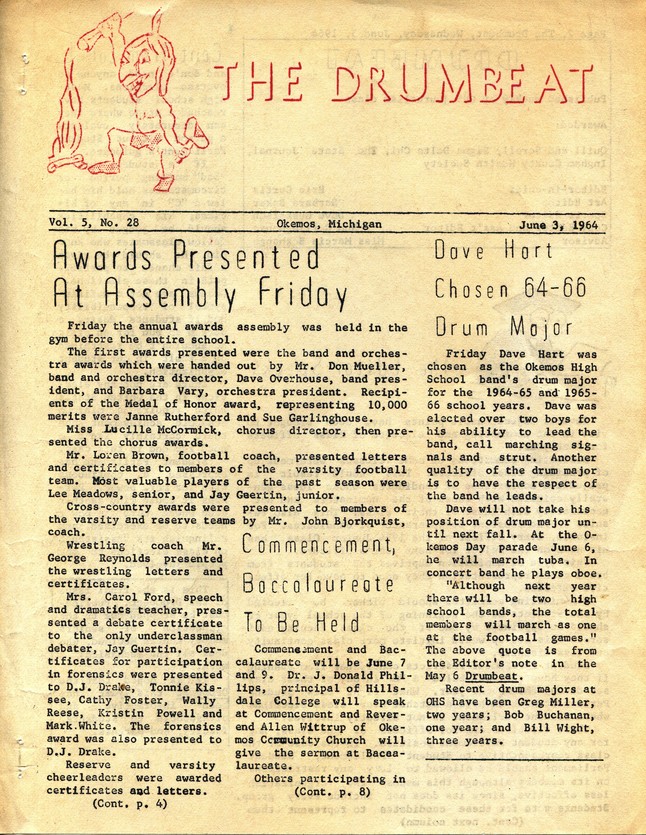 THE DRUMBEAT
Vol. 5, No. 28
Okemos, Michigan
June 3, 1964
Awards Presented
At Assembly Friday
Friday the annual awards assembly was held in the
gym before the entire school.
The first awards presented were the band and orches-
tra awards which were handed out by Mr. Don Mueller,
band and orchestra director, Dave Overhouse, band pres-
ident, and Barbara Vary, orchestra president. Recipi-
ents of the Medal of Honor award, representing 10,000
merits were Janne Rutherford and Sue Garlinghouse.
Miss Lucille McCormick, chorus director, then pre-
sented the chorus awards.
Mr. Loren Brown, football coach, presented letters
and certificates to members of the varsity football
team. Most valuable players of the past season were
Lee Meadows, senior, and Jay Geertin, junior.
Cross-country awards were presented to members of
the varsity and reserve teams by Mr. John Bjorkquist,
coach.
Wrestling coach Mr.
George Reynolds presented
the wrestling letters and
certificates.
Mrs. Carol Ford, speech
and dramatics teacher, pres-
sented a debate certificate
to the only underclassman
debater, Jay Guertin. Cer-
tificates for participation
in forensics were presented
to D.J. Drake, Tonnie Kis-
see, Cathy Foster, Wally
Reese, Kristin Powell and
Mark White. The forensics
award was also presented to
D.J. Drake.
Reserve and varsity
cheerleaders were awarded
certificates and letters.
(Cont. p. 4)
Commencement,
Baccalaureate
To Be Held
Commencement and Bac-
calaureate will be June 7
and 9. Dr. J. Donald Phil-
lips, principal of Hills-
dale College will speak
at Commencement and Rever-
end Allen Wittrup of Oke-
mos Community Church will
give the sermon at Bacca-
laureate.
Others participating in
(Cont. p. 8)
Dave Hart
Chosen 64-66
Drum Major
Friday Dave Hart was
chosen as the Okemos High
School band's drum major
for the 1964-65 and 1965-
66 school years. Dave was
elected over two boys for
his ability to lead the
band, call marching sig-
nals and strut. Another
quality of the drum major
is to have the respect of
the band he leads.
Dave will not take his
position of drum major un-
til next fall. At the O-
kemos Day parade June 6,
he will march tuba. In
concert band he plays oboe.
"Although next year
there will be two high
school bands, the total
members will march as one
at the football games."
The above quote is from
the Editor's note in the
May 6 Drumbeat.
Recent drum majors at
OHS have been Greg Miller,
two years; Bob Buchanan,
one year; and Bill Wight,
three years.